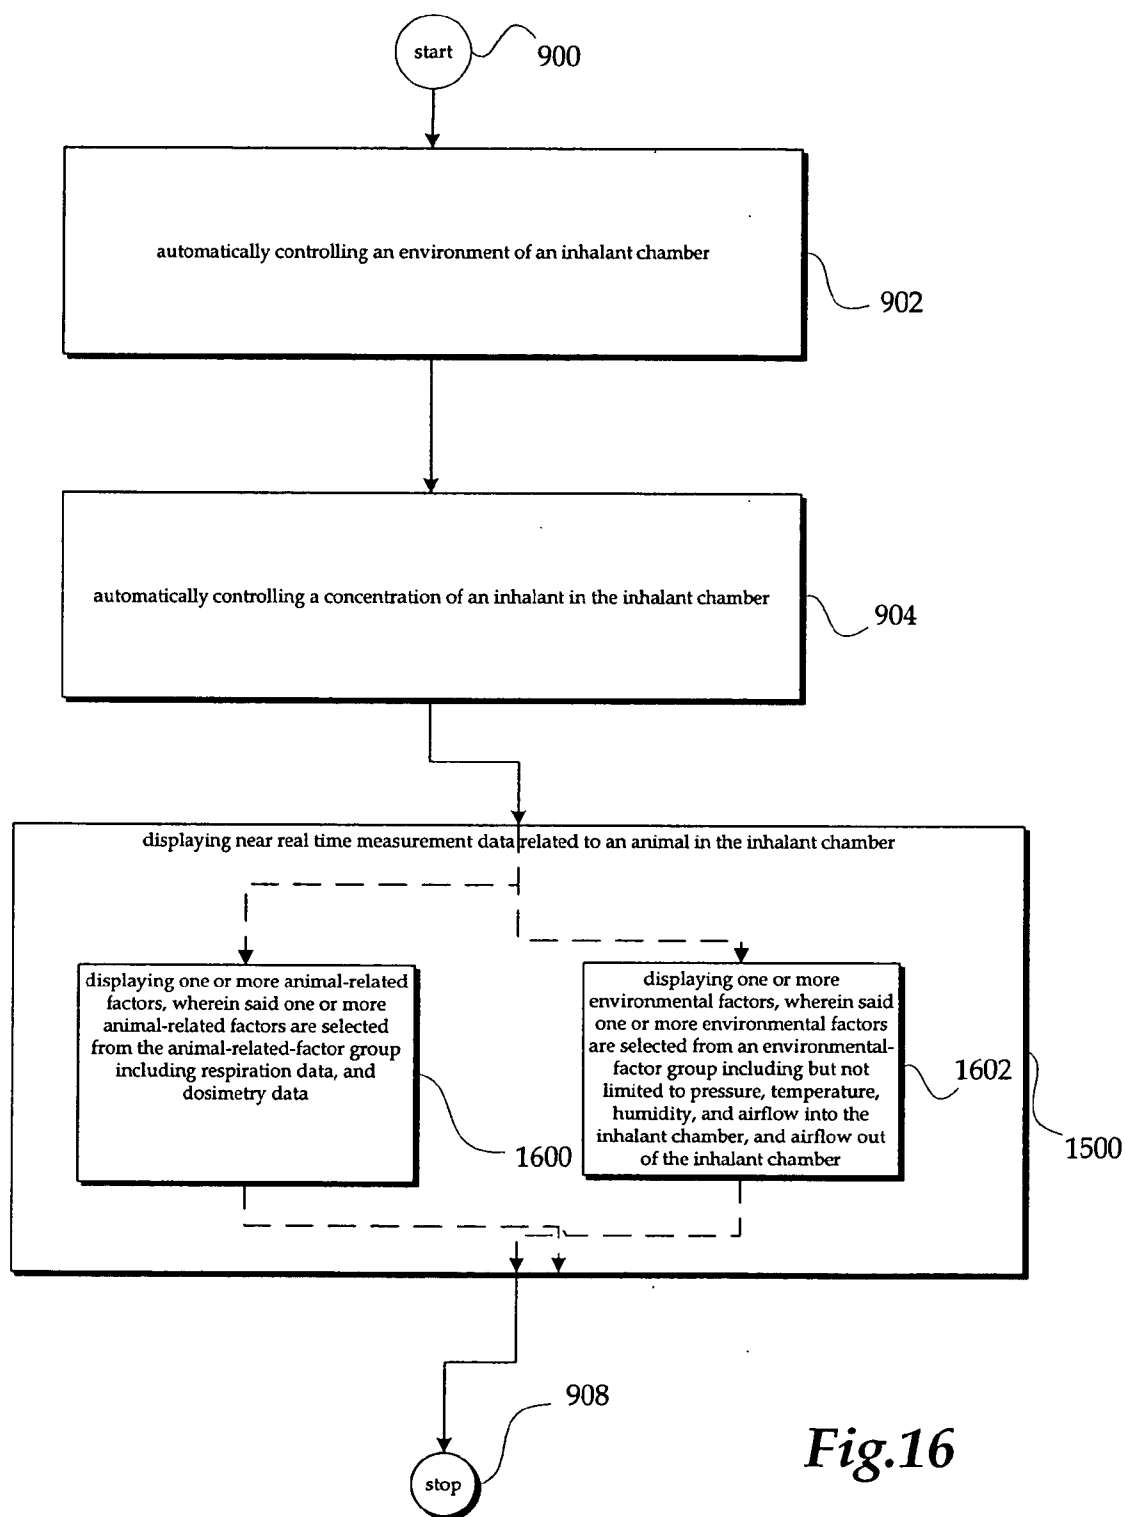 start
900
automatically controlling an environment of an inhalant chamber
902
automatically controlling a concentration of an inhalant in the inhalant chamber
904
displaying near real time measurement data related to an animal in the inhalant chamber
displaying one or more animal-related
factors, wherein said one or more
animal-related factors are selected
from the animal-related-factor group
including respiration data, and
dosimetry data
1600
displaying one or more
environmental factors, wherein said
one or more environmental factors
are selected from an environmental-
factor group including but not
limited to pressure, temperature,
humidity, and airflow into the
inhalant chamber, and airflow out
of the inhalant chamber
1602
1500
908
stop
Fig.16